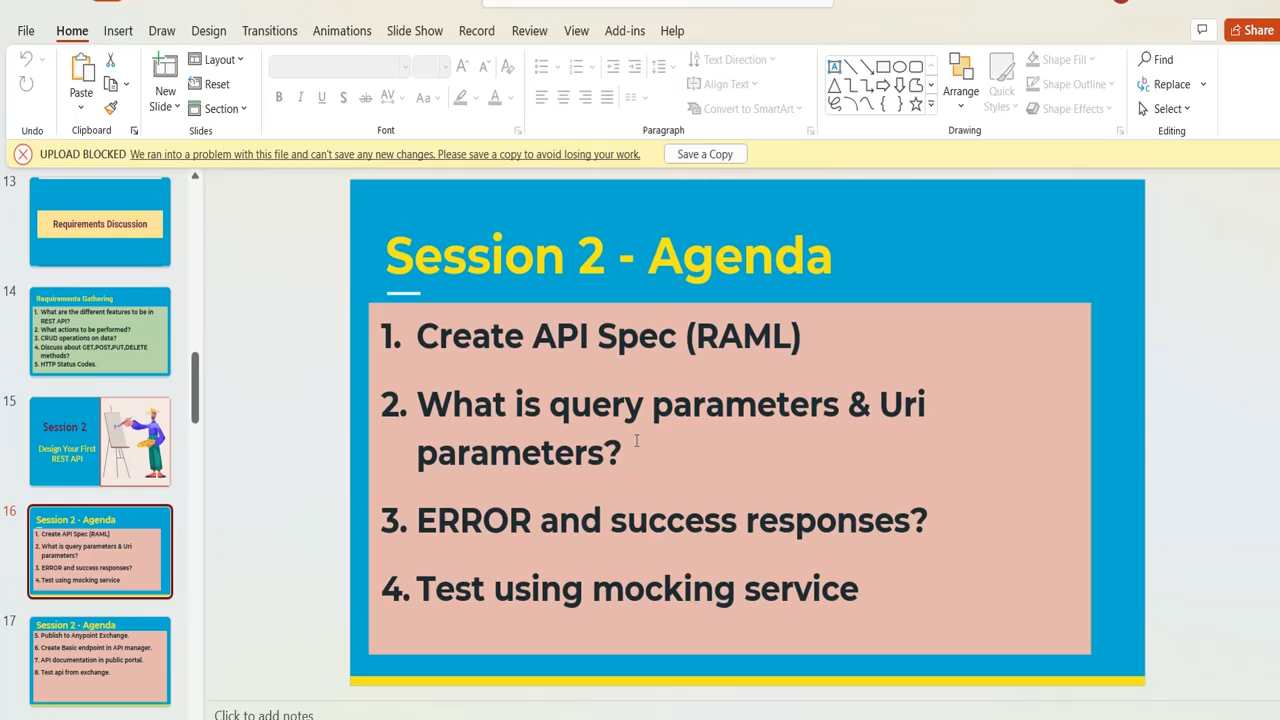 File Home Insert Draw Design Transitions Animations Slide Show Record Review View Add-ins Help Share
Layout
Reset
Section
Paste
New
Slide
Text Direction
Align Text
Convert to SmartArt
Arrange
Quick
Styles
Shape Fill
Shape Outline
Shape Effects
Find
Replace
Select
Undo Clipboard Slides Font Paragraph Drawing Editing
UPLOAD BLOCKED We ran into a problem with this file and can't save any new changes. Please save a copy to avoid losing your work. Save a Copy
13
Requirements Discussion
14
Requirements Gathering
1. What are the different features to be in
REST API?
2. What actions to be performed?
3. CRUD operations on data?
4. Discuss about GET,POST,PUT,DELETE
methods?
5. HTTP Status Codes.
15
Session 2
Design Your First
REST API
16
Session 2 - Agenda
1. Create API Spec (RAML)
2. What is query parameters & Uri
parameters?
3. ERROR and success responses?
4. Test using mocking service
17
Session 2 - Agenda
5. Publish to Anypoint Exchange.
6. Create Basic endpoint in API manager.
7. API documentation in public portal.
8. Test api from exchange.
Session 2 - Agenda
1. Create API Spec (RAML)
2. What is query parameters & Uri
parameters?
3. ERROR and success responses?
4. Test using mocking service
Click to add notes